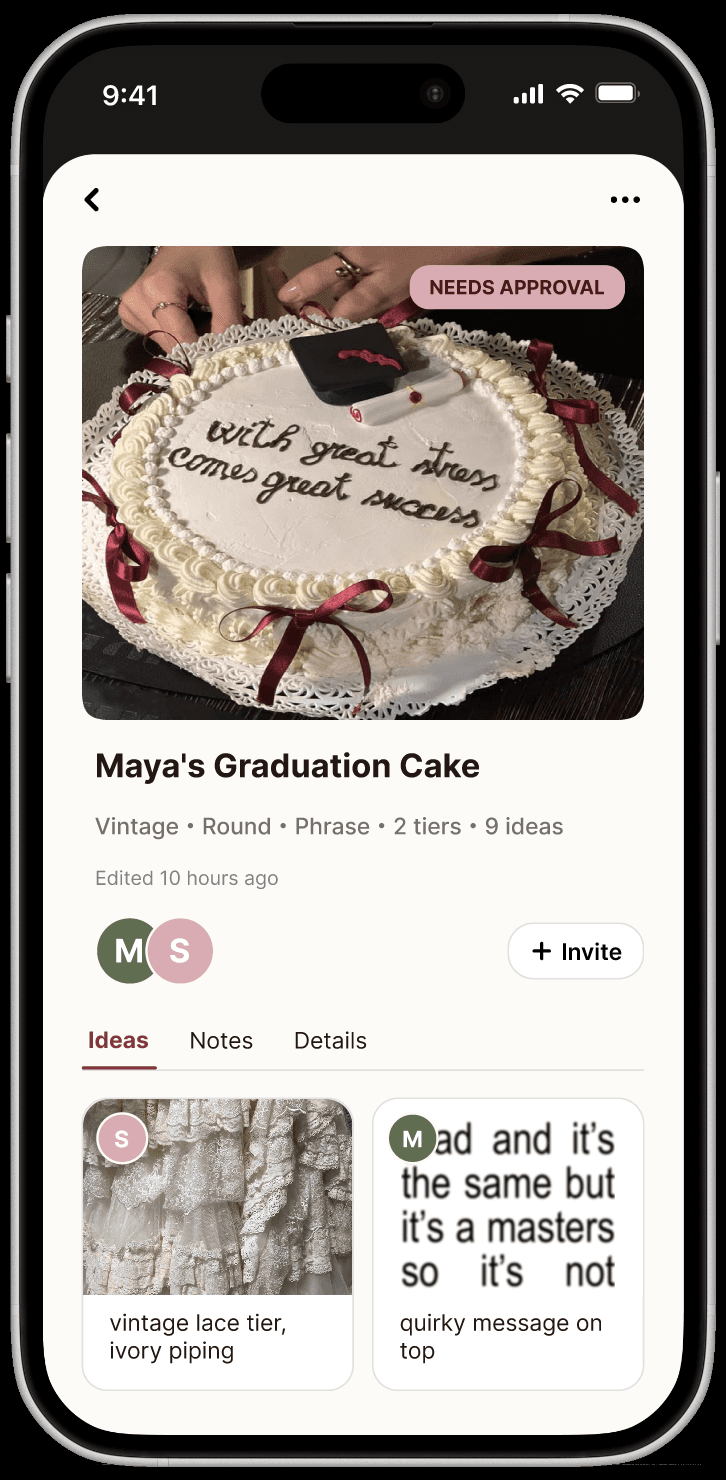 9:41
NEEDS APPROVAL
with great stress
comes great success
Maya's Graduation Cake
Vintage • Round • Phrase • 2 tiers • 9 ideas
Edited 10 hours ago
M S
+ Invite
Ideas Notes Details
S
vintage lace tier,
ivory piping
M
ad and it's
the same but
it's a masters
so it's not
quirky message on
top